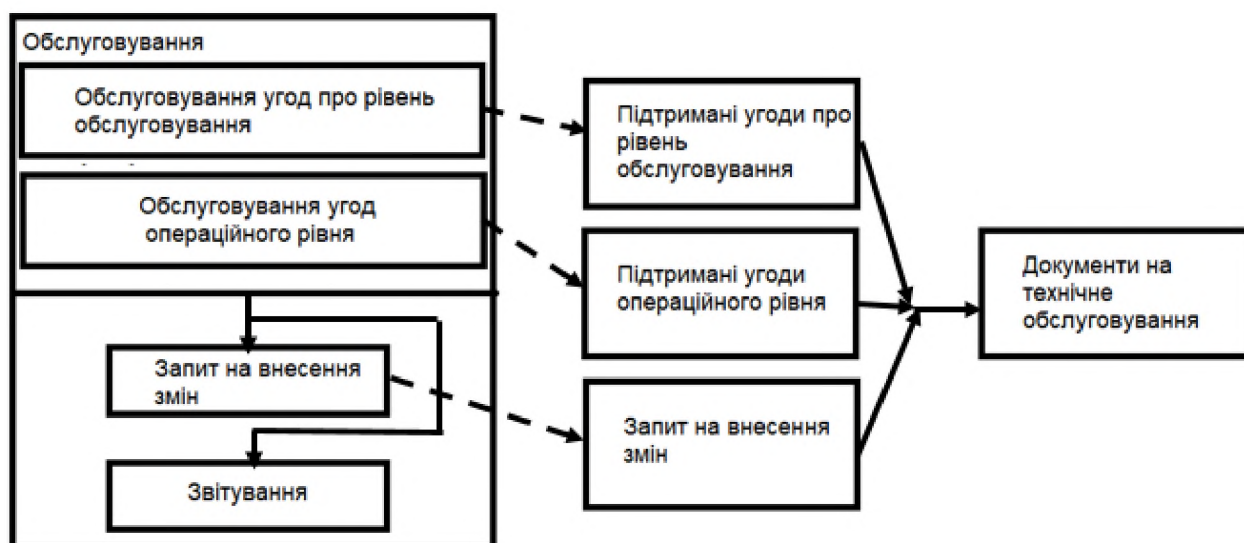 Обслуговування
Обслуговування угод про рівень
обслуговування
Обслуговування угод
операційного рівня
Запит на внесення
змін
Звітування
Підтримані угоди про
рівень
обслуговування
Підтримані угоди
операційного рівня
Запит на внесення
змін
Документи на
технічне
обслуговування